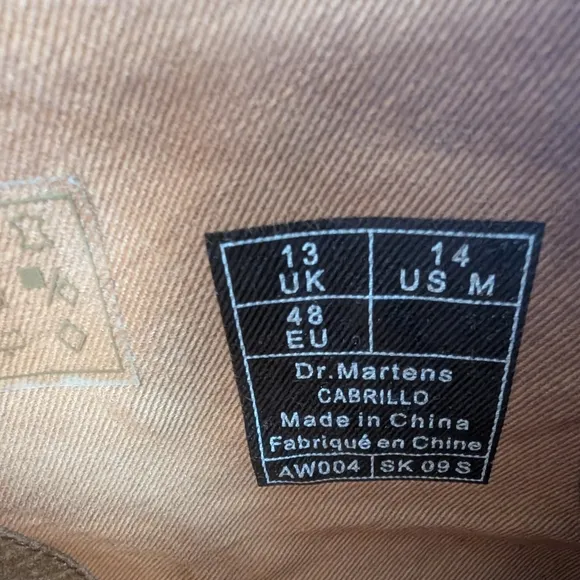 13 UK
14 US M
48 EU
Dr.Martens
CABRILLO
Made in China
Fabriqué en Chine
AW004 SK 09 S